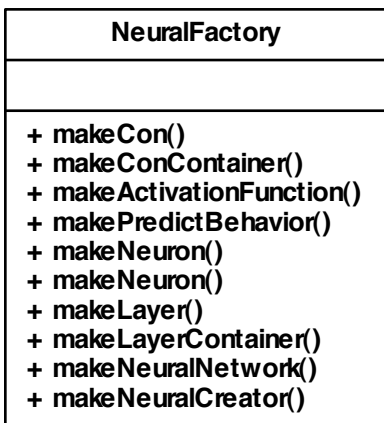 NeuralFactory
+ makeCon()
+ makeConContainer()
+ makeActivationFunction()
+ makePredictBehavior()
+ makeNeuron()
+ makeNeuron()
+ makeLayer()
+ makeLayerContainer()
+ makeNeuralNetwork()
+ makeNeuralCreator()